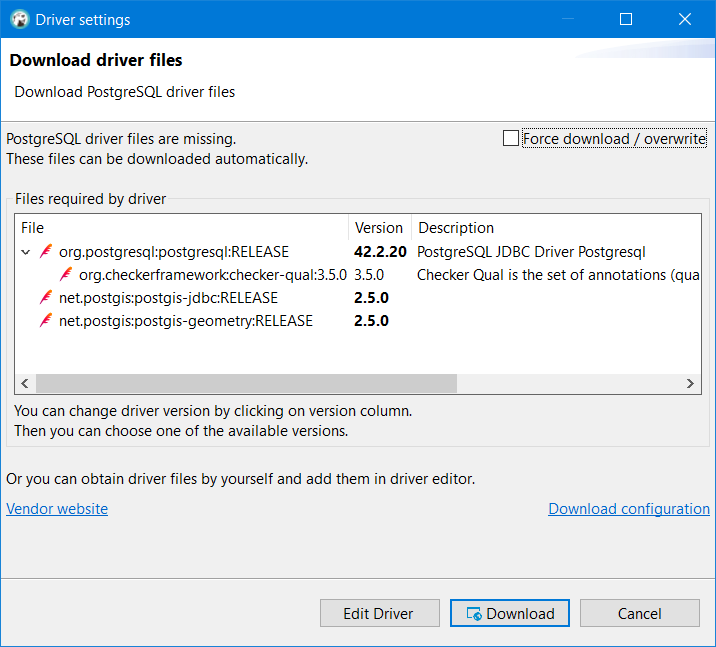 Driver settings
Download driver files
Download PostgreSQL driver files
PostgreSQL driver files are missing.
Force download / overwrite
These files can be downloaded automatically.
Files required by driver
File Version Description
org.postgresql:postgresql:RELEASE 42.2.20 PostgreSQL JDBC Driver Postgresql
org.checkerframework:checker-qual:3.5.0 3.5.0 Checker Qual is the set of annotations (qua
net.postgis:postgis-jdbc:RELEASE 2.5.0
net.postgis:postgis-geometry:RELEASE 2.5.0
You can change driver version by clicking on version column.
Then you can choose one of the available versions.
Or you can obtain driver files by yourself and add them in driver editor.
Vendor website Download configuration
Edit Driver Download Cancel